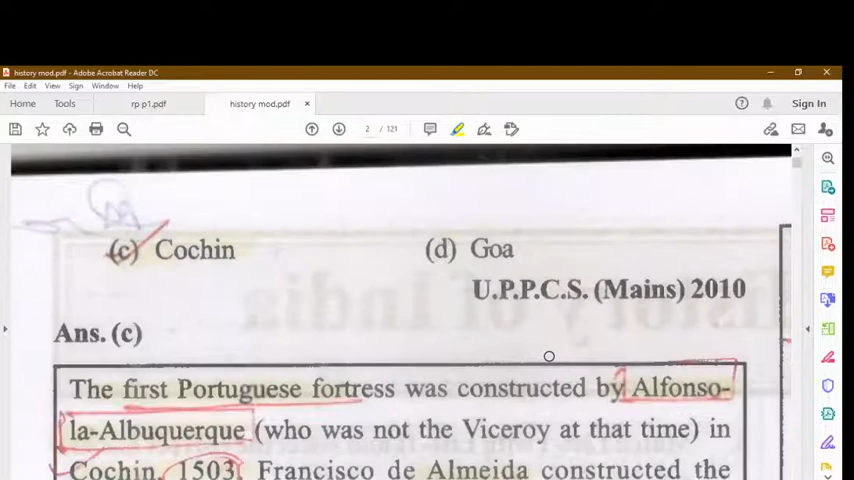 history mod.pdf - Adobe Acrobat Reader DC
File Edit View Sign Window Help
Home Tools rp p1.pdf history mod.pdf × Sign In
2 / 121
(c) Cochin (d) Goa
U.P.P.C.S. (Mains) 2010
Ans. (c)
The first Portuguese fortress was constructed by Alfonso-
la-Albuquerque (who was not the Viceroy at that time) in
Cochin, 1503. Francisco de Almeida constructed the